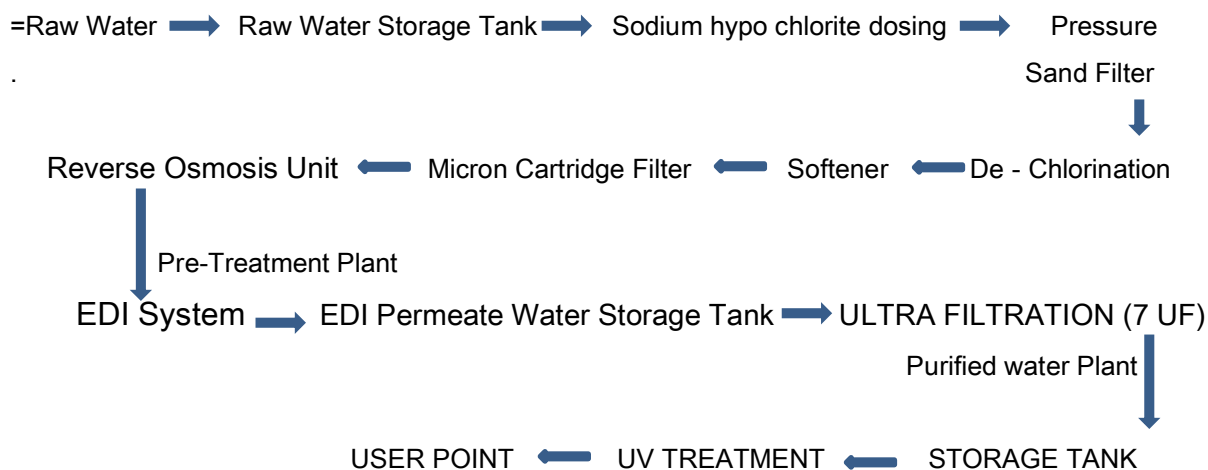 =Raw Water Raw Water Storage Tank Sodium hypo chlorite dosing Pressure
. Sand Filter
Reverse Osmosis Unit Micron Cartridge Filter Softener De - Chlorination
Pre-Treatment Plant
EDI System EDI Permeate Water Storage Tank ULTRA FILTRATION (7 UF)
Purified water Plant
USER POINT UV TREATMENT STORAGE TANK